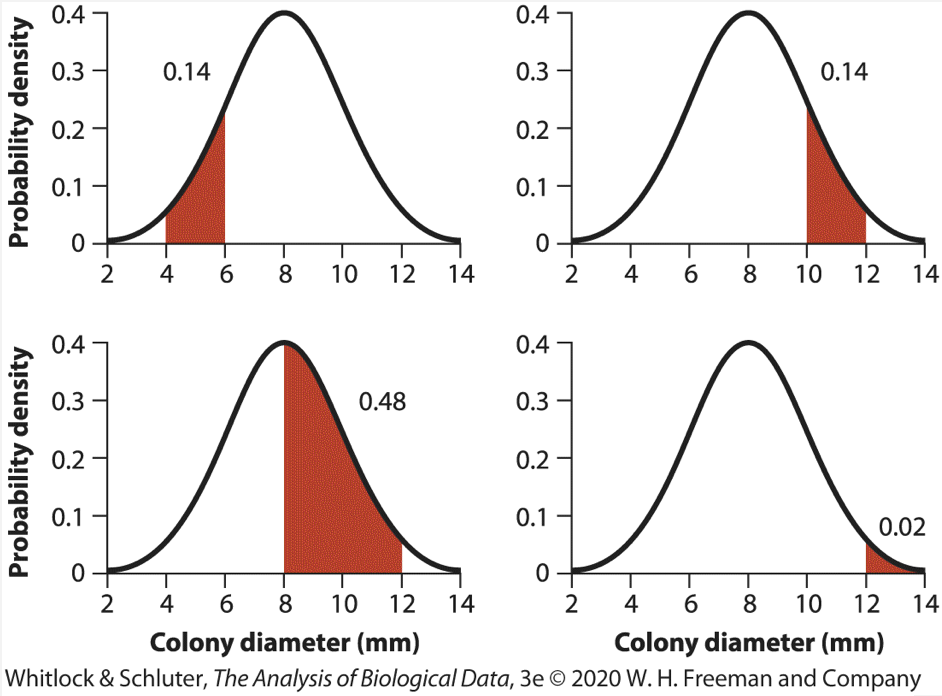 Probability density
0.4
0.3
0.2
0.1
0
0.14
2 4 6 8 10 12 14
0.4
0.3
0.2
0.1
0
0.14
2 4 6 8 10 12 14
Probability density
0.4
0.3
0.2
0.1
0
0.48
2 4 6 8 10 12 14
Colony diameter (mm)
0.4
0.3
0.2
0.1
0
0.02
2 4 6 8 10 12 14
Colony diameter (mm)
Whitlock & Schluter, The Analysis of Biological Data, 3e © 2020 W. H. Freeman and Company